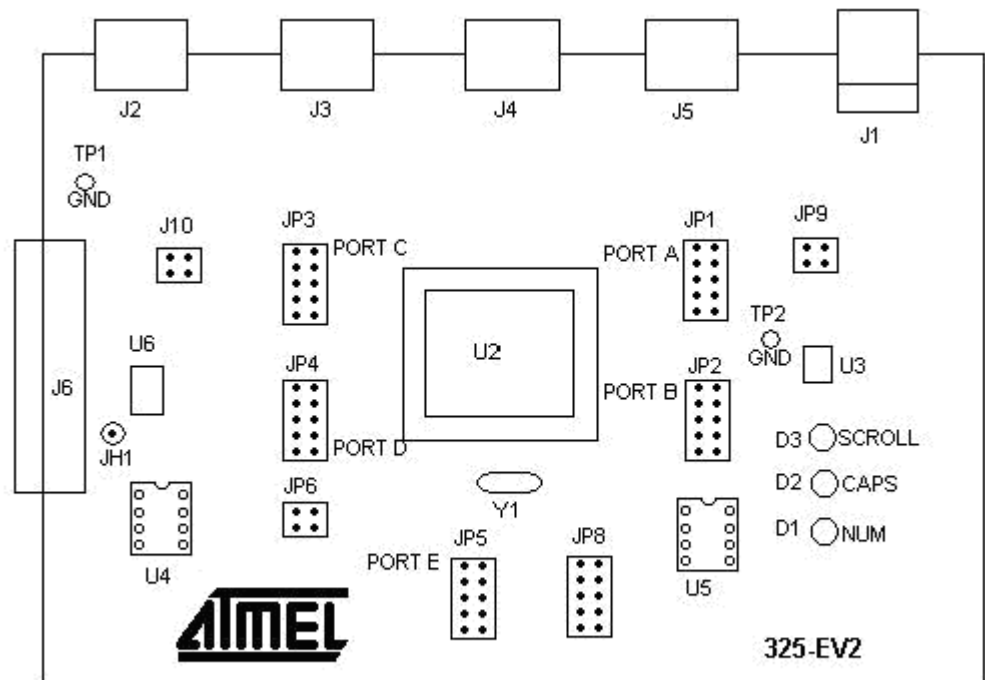 J2
J3
J4
J5
J1
TP1
GND
J10
JP3
PORT C
JP1
PORT A
JP9
U6
J6
U2
TP2
GND
U3
JP4
PORT D
PORT B
JP2
JH1
D3 SCROLL
D2 CAPS
D1 NUM
JP6
Y1
U4
PORT E
JP5
JP8
U5
ATMEL
325-EV2